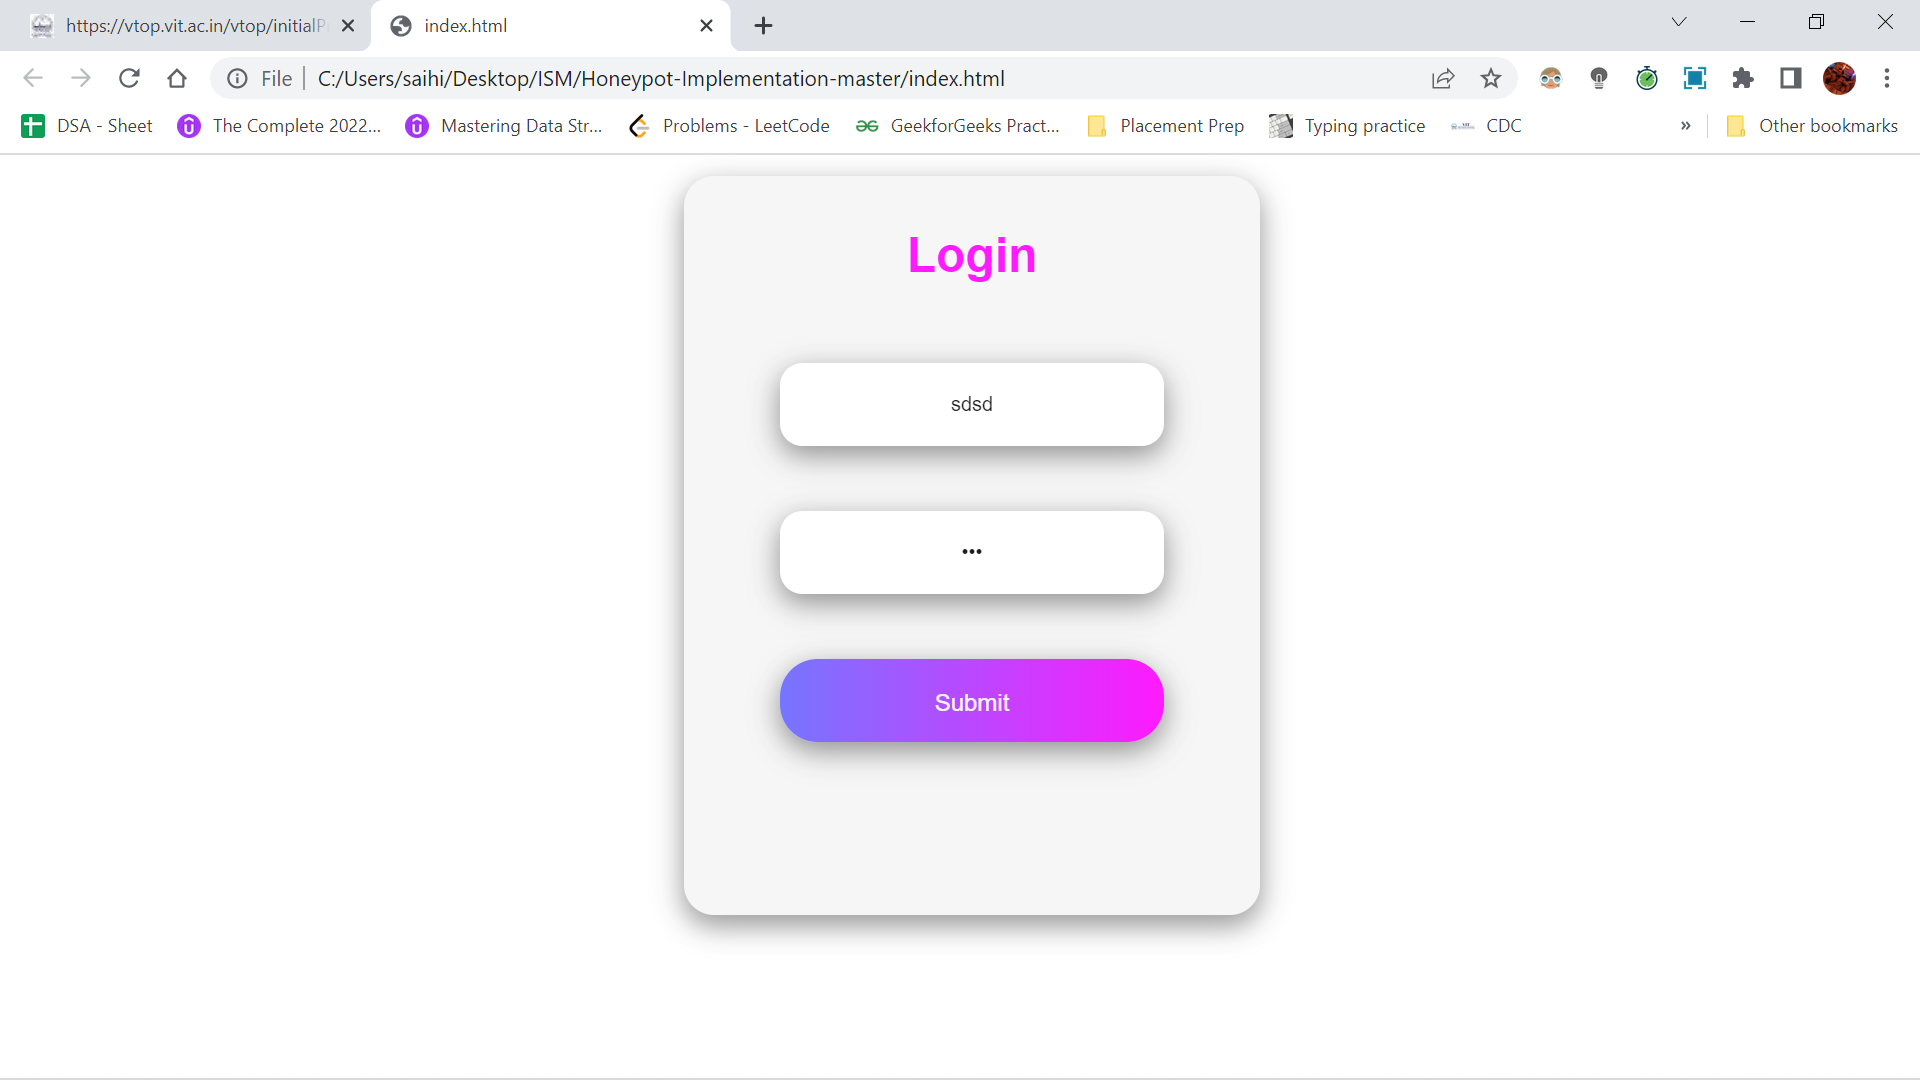 https://vtop.vit.ac.in/vtop/initialP
index.html
File
C:/Users/saihi/Desktop/ISM/Honeypot-Implementation-master/index.html
DSA - Sheet
The Complete 2022...
Mastering Data Str...
Problems - LeetCode
GeekforGeeks Pract...
Placement Prep
Typing practice
CDC
»
Other bookmarks
Login
sdsd
•••
Submit